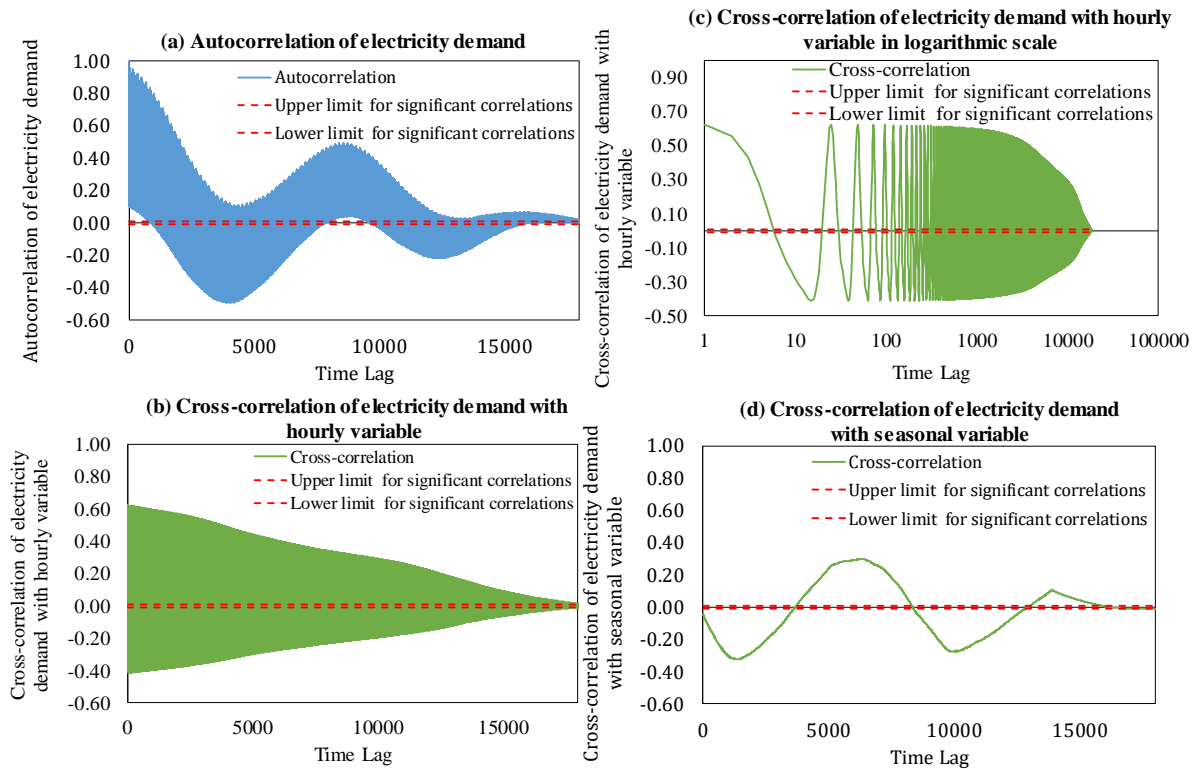 (a) Autocorrelation of electricity demand
Autocorrelation of electricity demand
1.00
0.80
0.60
0.40
0.20
0.00
-0.20
-0.40
-0.60
Autocorrelation
Upper limit for significant correlations
Lower limit for significant correlations
0
5000
10000
15000
Time Lag
(c) Cross-correlation of electricity demand with hourly
variable in logarithmic scale
Cross-correlation of electricity demand with
hourly variable
0.90
0.70
0.50
0.30
0.10
-0.10
-0.30
-0.50
Cross-correlation
Upper limit for significant correlations
Lower limit for significant correlations
1
10
100
1000
10000
100000
Time Lag
(b) Cross-correlation of electricity demand with
hourly variable
Cross-correlation of electricity
demand with hourly variable
1.00
0.80
0.60
0.40
0.20
0.00
-0.20
-0.40
-0.60
Cross-correlation
Upper limit for significant correlations
Lower limit for significant correlations
0
5000
10000
15000
Time Lag
(d) Cross-correlation of electricity demand
with seasonal variable
Cross-correlation of electricity demand
with seasonal variable
1.00
0.80
0.60
0.40
0.20
0.00
-0.20
-0.40
-0.60
Cross-correlation
Upper limit for significant correlations
Lower limit for significant correlations
0
5000
10000
15000
Time Lag